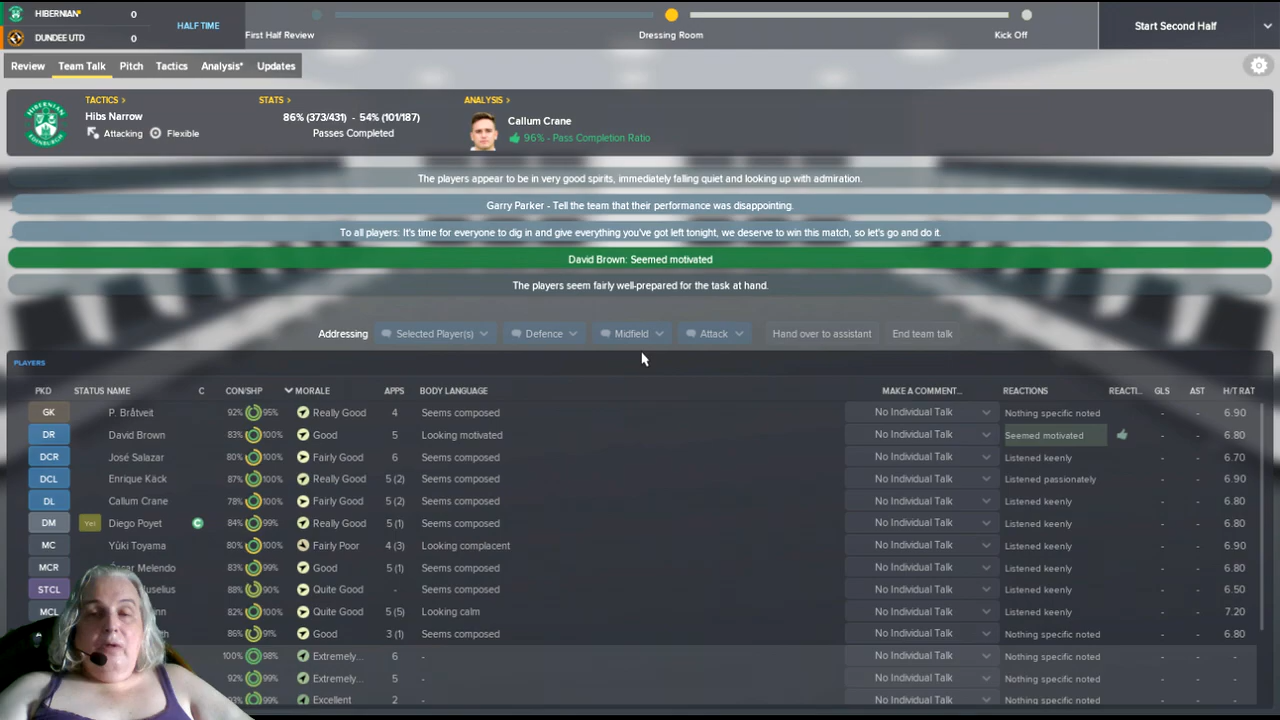 HIBERNIAN* 0
DUNDEE UTD 0
HALF TIME
First Half Review Dressing Room Kick Off
Start Second Half
Review Team Talk Pitch Tactics Analysis* Updates
TACTICS > STATS > ANALYSIS >
Hibs Narrow
Attacking Flexible
86% (373/431) - 54% (101/187)
Passes Completed
Callum Crane
96% - Pass Completion Ratio
The players appear to be in very good spirits, immediately falling quiet and looking up with admiration.
Garry Parker - Tell the team that their performance was disappointing.
To all players: It's time for everyone to dig in and give everything you've got left tonight, we deserve to win this match, so let's go and do it.
David Brown: Seemed motivated
The players seem fairly well-prepared for the task at hand.
Addressing Selected Player(s) Defence Midfield Attack Hand over to assistant End team talk
PLAYERS
PKD STATUS NAME C CON/SHP MORALE APPS BODY LANGUAGE MAKE A COMMENT... REACTIONS REACTI... GLS AST H/T RAT
GK P. Bråtveit 92% 95% Really Good 4 Seems composed No Individual Talk Nothing specific noted - - 6.90
DR David Brown 83% 100% Good 5 Looking motivated No Individual Talk Seemed motivated - - 6.80
DCR José Salazar 80% 100% Fairly Good 6 Seems composed No Individual Talk Listened keenly - - 6.70
DCL Enrique Käck 87% 100% Really Good 5 (2) Seems composed No Individual Talk Listened passionately - - 6.90
DL Callum Crane 78% 100% Fairly Good 5 (2) Seems composed No Individual Talk Listened keenly - - 6.80
DM Yel Diego Poyet C 84% 99% Really Good 5 (1) Seems composed No Individual Talk Listened keenly - - 6.80
MC Yûki Toyama 80% 100% Fairly Poor 4 (3) Looking complacent No Individual Talk Listened keenly - - 6.90
MCR Óscar Melendo 83% 99% Good 5 (1) Seems composed No Individual Talk Listened keenly - - 6.80
STCL 88% 90% Quite Good - Seems composed No Individual Talk Listened keenly - - 6.50
MCL 82% 100% Quite Good 5 (5) Looking calm No Individual Talk Listened keenly - - 7.20
86% 91% Good 3 (1) Seems composed No Individual Talk Nothing specific noted - - 6.80
100% 98% Extremely... 6 - No Individual Talk Nothing specific noted - - -
92% 99% Extremely... 5 - No Individual Talk Nothing specific noted - - -
93% 99% Excellent 2 - No Individual Talk Nothing specific noted - - -